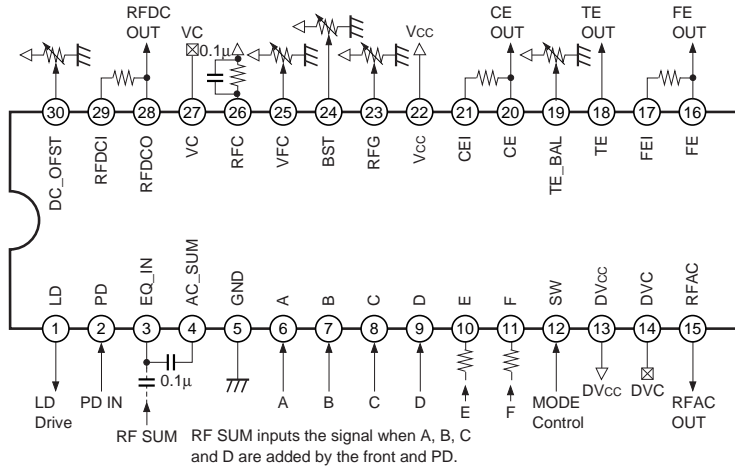 RFDC OUT
VC
0.1μ
Vcc
CE OUT
TE OUT
FE OUT
30 29 28 27 26 25 24 23 22 21 20 19 18 17 16
DC_OFST RFDCI RFDCO VC RFC VFC BST RFG Vcc CEI CE TE_BAL TE FEI FE
LD PD EQ_IN AC_SUM GND A B C D E F SW DVcc DVC RFAC
1 2 3 4 5 6 7 8 9 10 11 12 13 14 15
0.1μ
LD Drive
PD IN
RF SUM
A B C D E F
MODE Control
DVcc
DVC
RFAC OUT
RF SUM inputs the signal when A, B, C
and D are added by the front and PD.